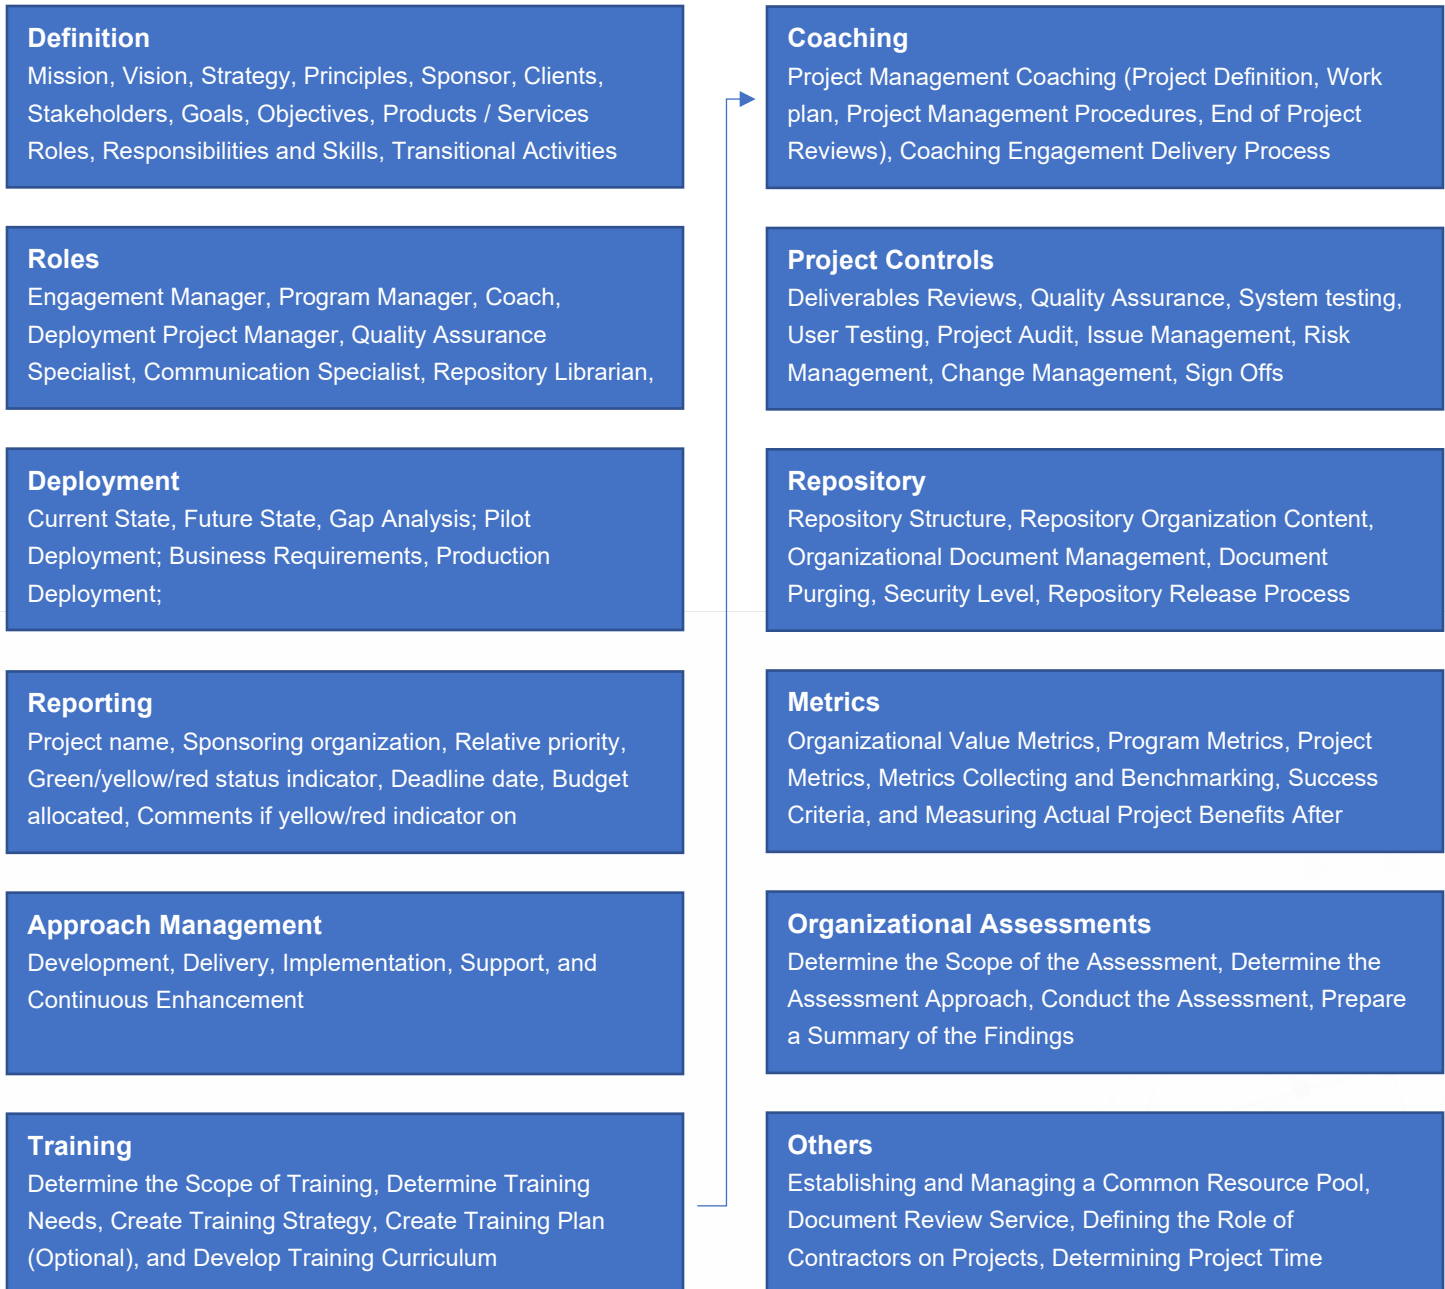 Definition
Mission, Vision, Strategy, Principles, Sponsor, Clients,
Stakeholders, Goals, Objectives, Products / Services
Roles, Responsibilities and Skills, Transitional Activities
Roles
Engagement Manager, Program Manager, Coach,
Deployment Project Manager, Quality Assurance
Specialist, Communication Specialist, Repository Librarian,
Deployment
Current State, Future State, Gap Analysis; Pilot
Deployment; Business Requirements, Production
Deployment;
Reporting
Project name, Sponsoring organization, Relative priority,
Green/yellow/red status indicator, Deadline date, Budget
allocated, Comments if yellow/red indicator on
Approach Management
Development, Delivery, Implementation, Support, and
Continuous Enhancement
Training
Determine the Scope of Training, Determine Training
Needs, Create Training Strategy, Create Training Plan
(Optional), and Develop Training Curriculum
Coaching
Project Management Coaching (Project Definition, Work
plan, Project Management Procedures, End of Project
Reviews), Coaching Engagement Delivery Process
Project Controls
Deliverables Reviews, Quality Assurance, System testing,
User Testing, Project Audit, Issue Management, Risk
Management, Change Management, Sign Offs
Repository
Repository Structure, Repository Organization Content,
Organizational Document Management, Document
Purging, Security Level, Repository Release Process
Metrics
Organizational Value Metrics, Program Metrics, Project
Metrics, Metrics Collecting and Benchmarking, Success
Criteria, and Measuring Actual Project Benefits After
Organizational Assessments
Determine the Scope of the Assessment, Determine the
Assessment Approach, Conduct the Assessment, Prepare
a Summary of the Findings
Others
Establishing and Managing a Common Resource Pool,
Document Review Service, Defining the Role of
Contractors on Projects, Determining Project Time